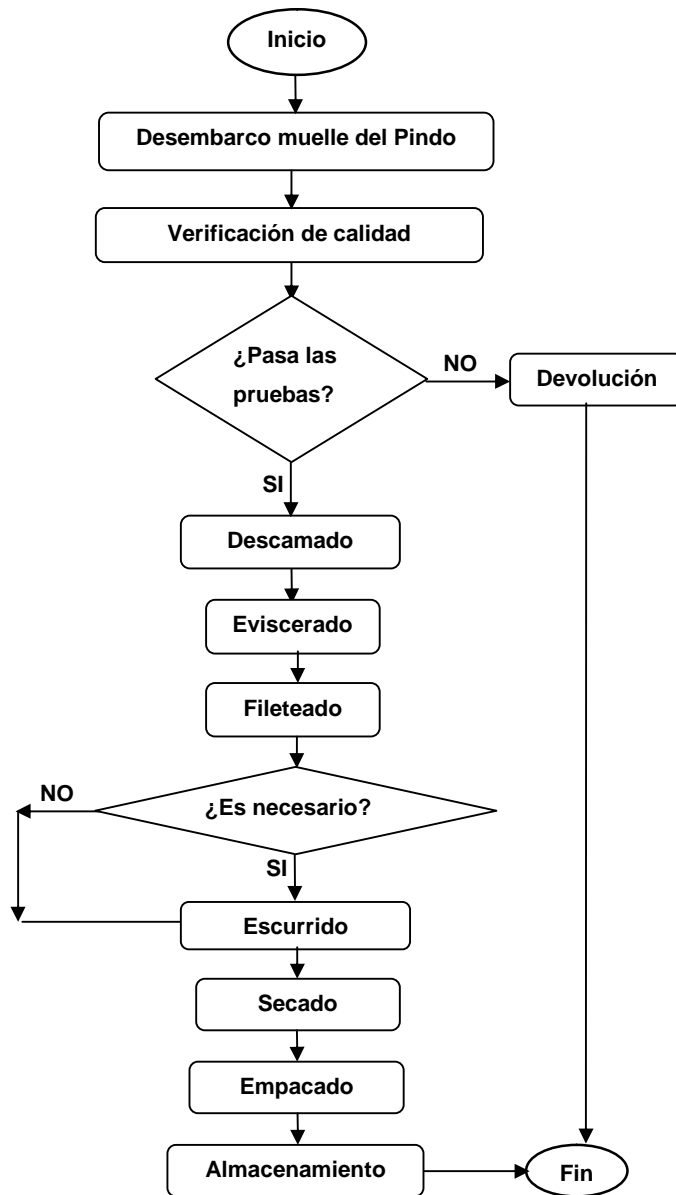 Inicio
Desembarco muelle del Pindo
Verificación de calidad
¿Pasa las
pruebas?
NO
Devolución
SI
Descamado
Eviscerado
Fileteado
NO
¿Es necesario?
SI
Escurrido
Secado
Empacado
Almacenamiento
Fin